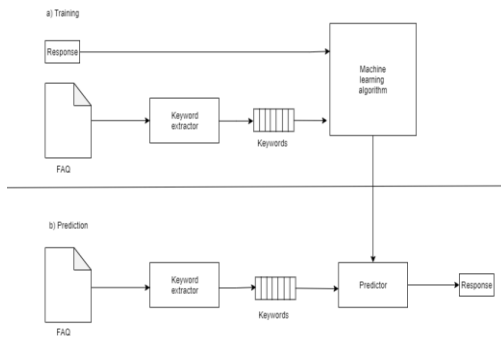 a) Training
Response
Machine
learning
algorithm
Keyword
extractor
Keywords
FAQ
b) Prediction
Keyword
extractor
Predictor
Response
Keywords
FAQ